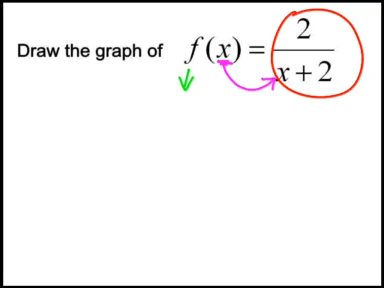 Draw the graph of f(x) = 2/(x + 2)